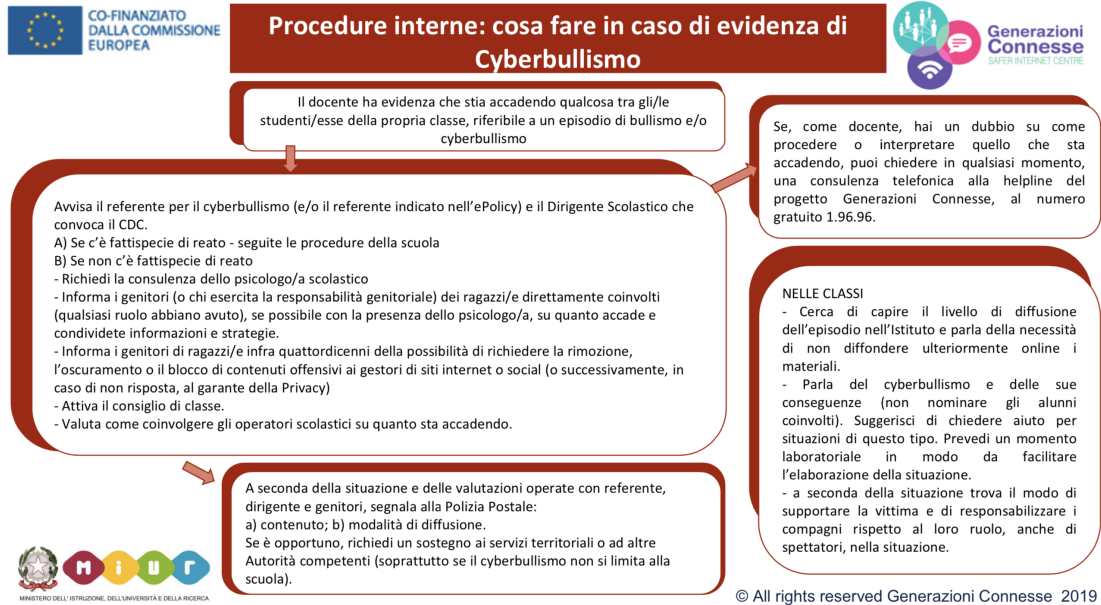 CO-FINANZIATO
DALLA COMMISSIONE
EUROPEA
Procedure interne: cosa fare in caso di evidenza di
Cyberbullismo
Generazioni
Connesse
SAFER INTERNET CENTRE
Il docente ha evidenza che stia accadendo qualcosa tra gli/le
studenti/esse della propria classe, riferibile a un episodio di bullismo e/o
cyberbullismo
Se, come docente, hai un dubbio su come
procedere o interpretare quello che sta
accadendo, puoi chiedere in qualsiasi momento,
una consulenza telefonica alla helpline del
progetto Generazioni Connesse, al numero
gratuito 1.96.96.
Avvisa il referente per il cyberbullismo (e/o il referente indicato nell'ePolicy) e il Dirigente Scolastico che
convoca il CDC.
A) Se c'è fattispecie di reato - seguite le procedure della scuola
B) Se non c'è fattispecie di reato
- Richiedi la consulenza dello psicologo/a scolastico
- Informa i genitori (o chi esercita la responsabilità genitoriale) dei ragazzi/e direttamente coinvolti
(qualsiasi ruolo abbiano avuto), se possibile con la presenza dello psicologo/a, su quanto accade e
condividete informazioni e strategie.
- Informa i genitori di ragazzi/e infra quattordicenni della possibilità di richiedere la rimozione,
l'oscuramento o il blocco di contenuti offensivi ai gestori di siti internet o social (o successivamente, in
caso di non risposta, al garante della Privacy)
- Attiva il consiglio di classe.
- Valuta come coinvolgere gli operatori scolastici su quanto sta accadendo.
NELLE CLASSI
- Cerca di capire il livello di diffusione
dell'episodio nell'Istituto e parla della necessità
di non diffondere ulteriormente online i
materiali.
- Parla del cyberbullismo e delle sue
conseguenze (non nominare gli alunni
coinvolti). Suggerisci di chiedere aiuto per
situazioni di questo tipo. Prevedi un momento
laboratoriale in modo da facilitare
l'elaborazione della situazione.
- a seconda della situazione trova il modo di
supportare la vittima e di responsabilizzare i
compagni rispetto al loro ruolo, anche di
spettatori, nella situazione.
A seconda della situazione e delle valutazioni operate con referente,
dirigente e genitori, segnala alla Polizia Postale:
a) contenuto; b) modalità di diffusione.
Se è opportuno, richiedi un sostegno ai servizi territoriali o ad altre
Autorità competenti (soprattutto se il cyberbullismo non si limita alla
scuola).
miur
MINISTERO DELL' ISTRUZIONE, DELL'UNIVERSITÀ E DELLA RICERCA
© All rights reserved Generazioni Connesse 2019